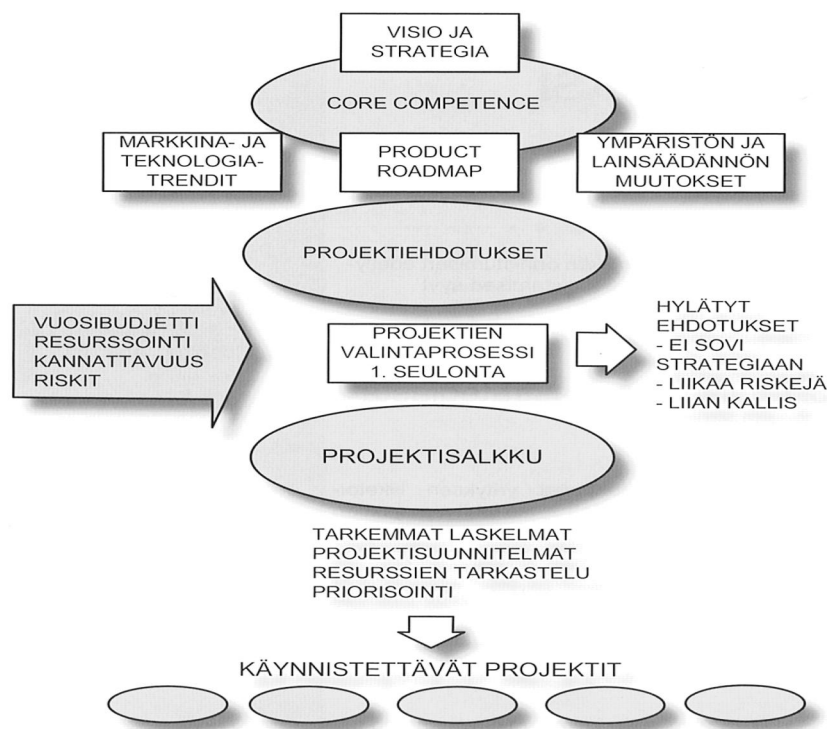 VISIO JA
STRATEGIA
CORE COMPETENCE
MARKKINA- JA
TEKNOLOGIA-
TRENDIT
PRODUCT
ROADMAP
YMPÄRISTÖN JA
LAINSÄÄDÄNNÖN
MUUTOKSET
PROJEKTIEHDOTUKSET
VUOSIBUDJETTI
RESURSSOINTI
KANNATTAVUUS
RISKIT
PROJEKTIEN
VALINTAPROSESSI
1. SEULONTA
HYLÄTYT
EHDOTUKSET
- EI SOVI
STRATEGIAAN
- LIIKAA RISKEJÄ
- LIIAN KALLIS
PROJEKTISALKKU
TARKEMMAT LASKELMAT
PROJEKTISUUNNITELMAT
RESURSSIEN TARKASTELU
PRIORISOINTI
KÄYNNISTETTÄVÄT PROJEKTIT